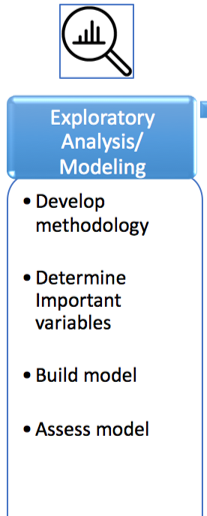 Exploratory
Analysis/
Modeling
• Develop
methodology
• Determine
Important
variables
• Build model
• Assess model